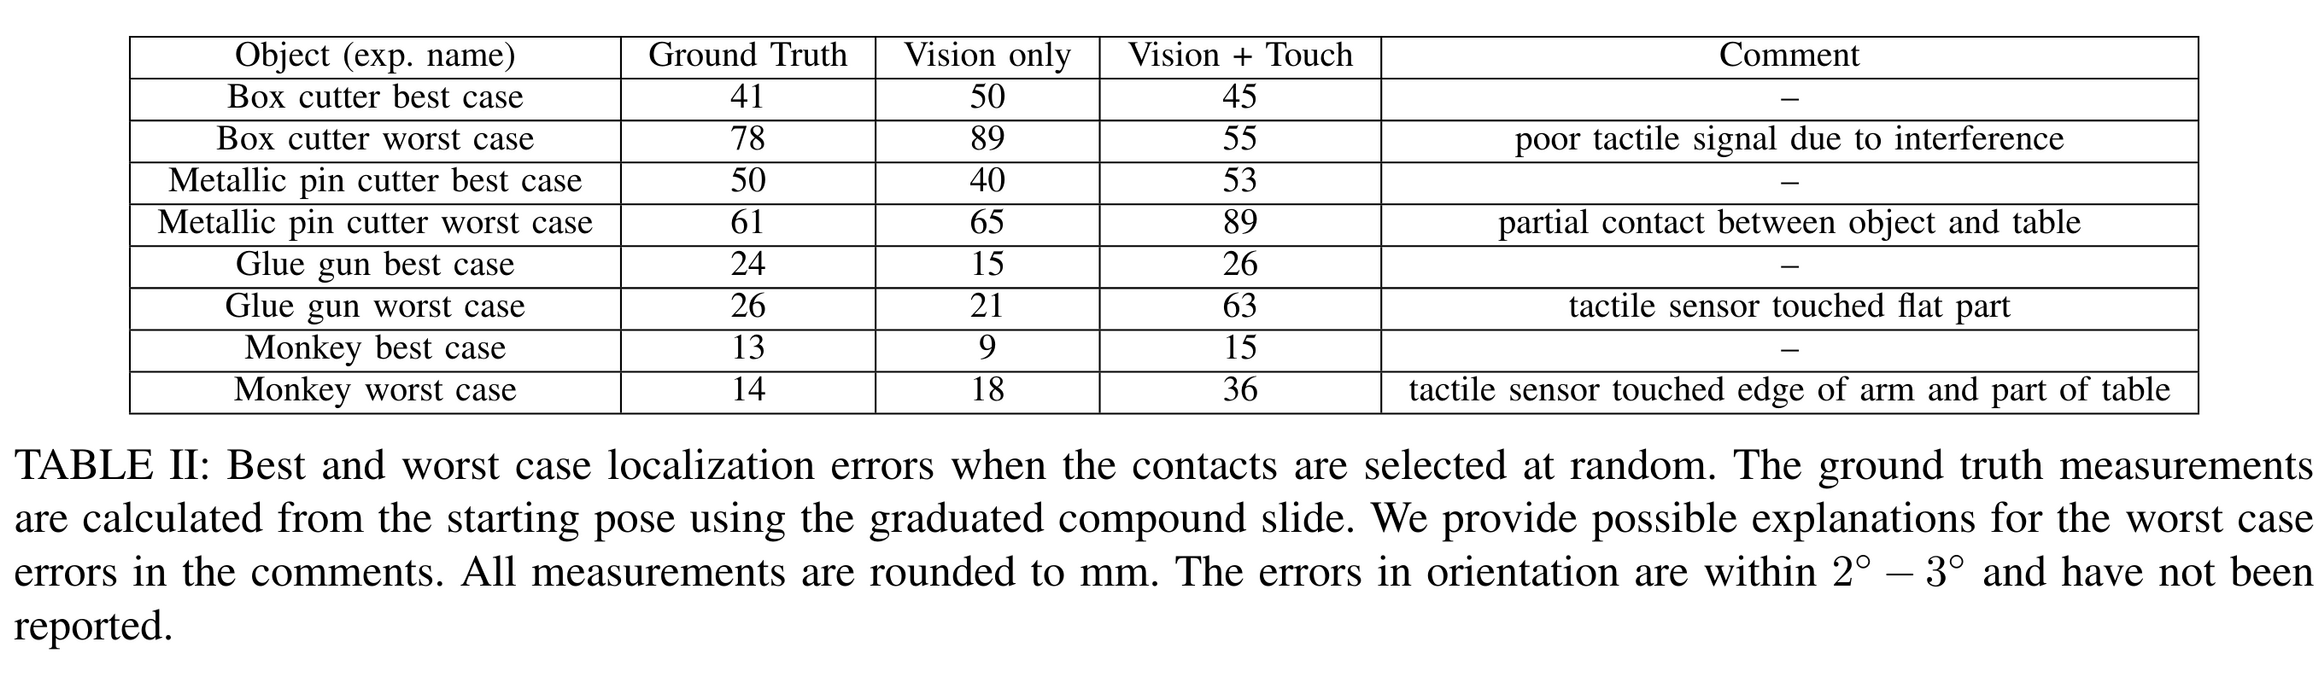 Object (exp. name) Ground Truth Vision only Vision + Touch Comment
Box cutter best case 41 50 45 –
Box cutter worst case 78 89 55 poor tactile signal due to interference
Metallic pin cutter best case 50 40 53 –
Metallic pin cutter worst case 61 65 89 partial contact between object and table
Glue gun best case 24 15 26 –
Glue gun worst case 26 21 63 tactile sensor touched flat part
Monkey best case 13 9 15 –
Monkey worst case 14 18 36 tactile sensor touched edge of arm and part of table
TABLE II: Best and worst case localization errors when the contacts are selected at random. The ground truth measurements
are calculated from the starting pose using the graduated compound slide. We provide possible explanations for the worst case
errors in the comments. All measurements are rounded to mm. The errors in orientation are within 2° − 3° and have not been
reported.